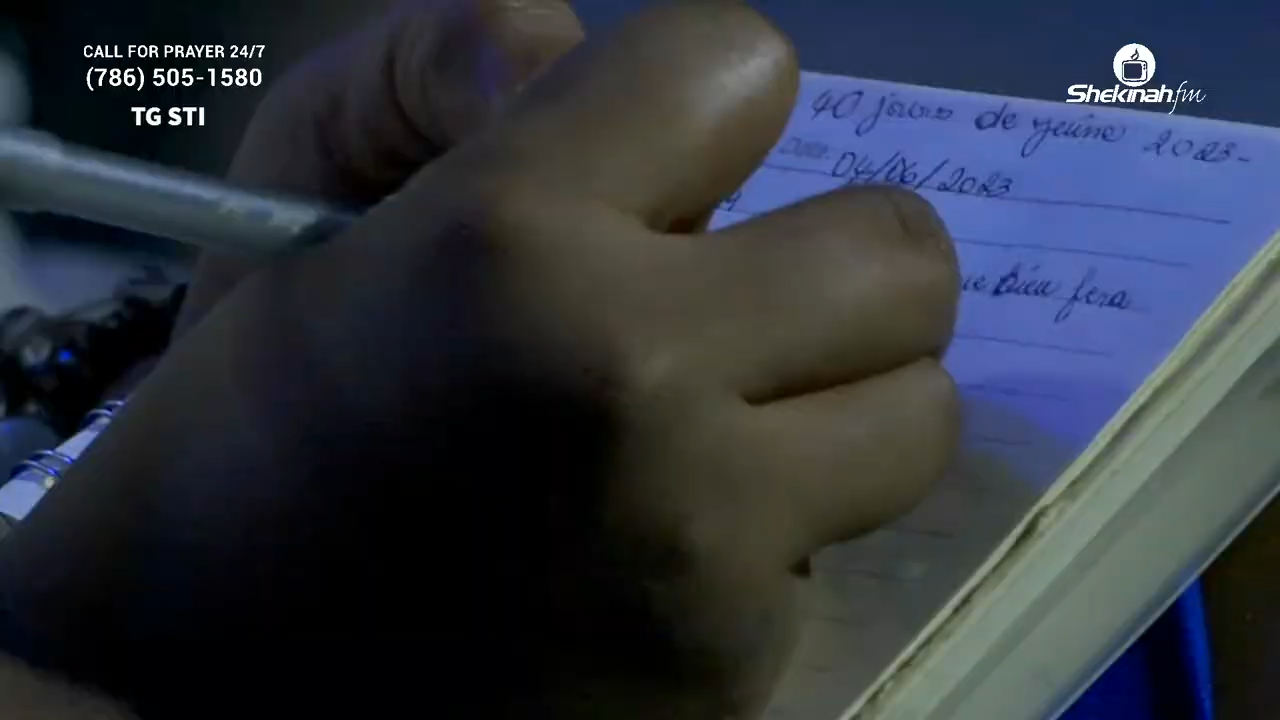 CALL FOR PRAYER 24/7
(786) 505-1580
TG STI
Shekinah.fm
40 jours de jeûne 2023-
Date: 04/06/2023
Dieu fera